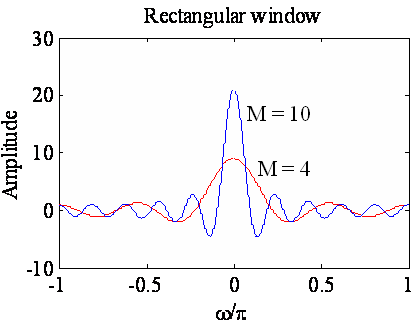 Rectangular window
30
20
10
0
-10
Amplitude
M = 10
M = 4
-1 -0.5 0 0.5 1
ω/π